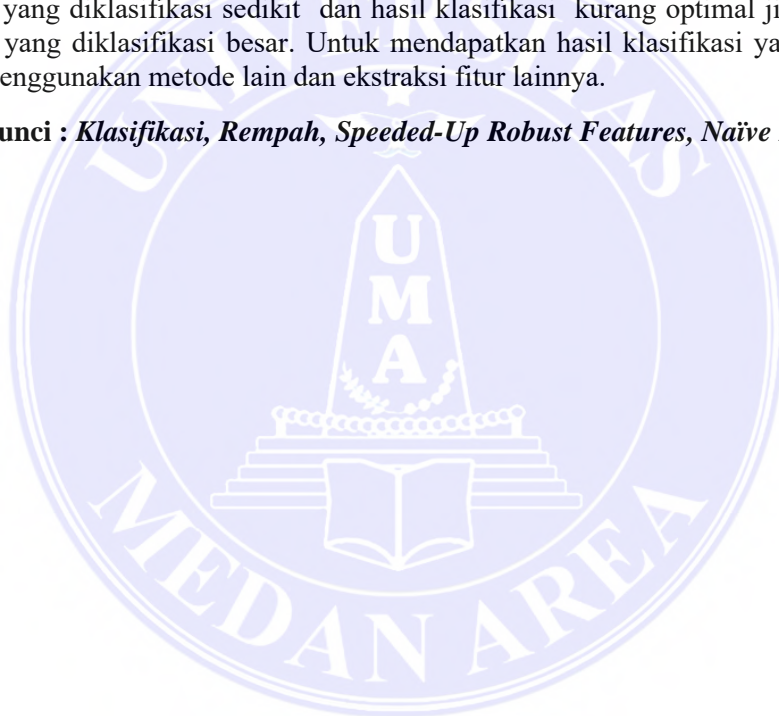 yang diklasifikasi sedikit dan hasil klasifikasi kurang optimal
yang diklasifikasi besar. Untuk mendapatkan hasil klasifikasi
enggunakan metode lain dan ekstraksi fitur lainnya.
unci : Klasifikasi, Rempah, Speeded-Up Robust Features, Naïve
UNIVERSITAS
U
M
A
MEDAN AREA